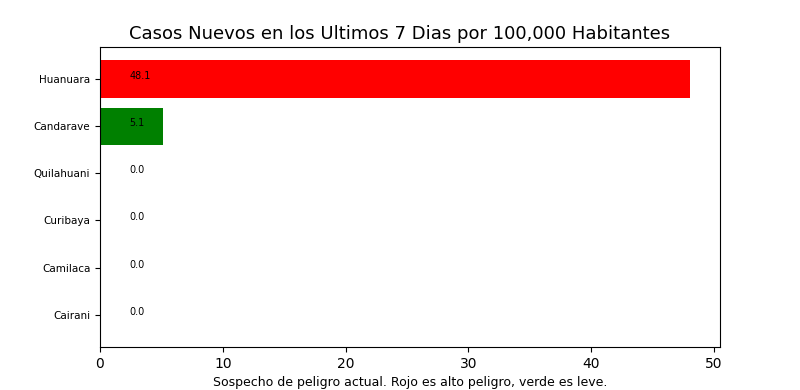 Casos Nuevos en los Ultimos 7 Dias por 100,000 Habitantes
Huanuara 48.1
Candarave 5.1
Quilahuani 0.0
Curibaya 0.0
Camilaca 0.0
Cairani 0.0
0 10 20 30 40 50
Sospecho de peligro actual. Rojo es alto peligro, verde es leve.